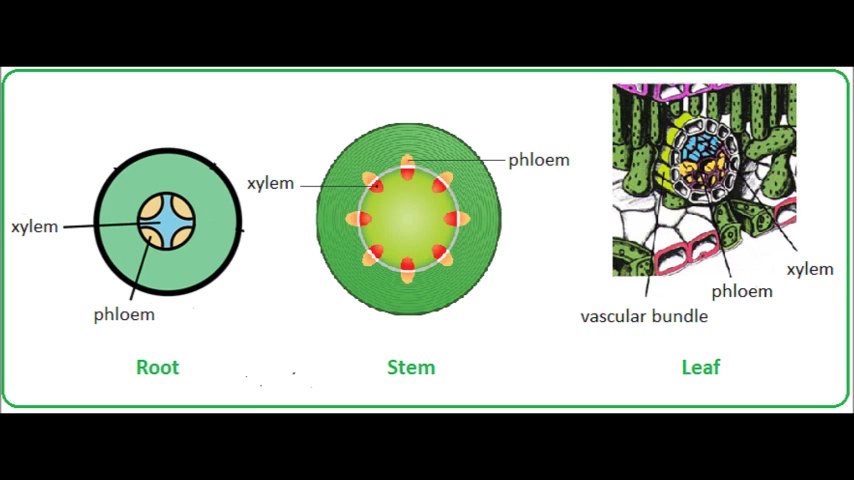 xylem
phloem
Root
xylem
phloem
Stem
vascular bundle
phloem
xylem
Leaf